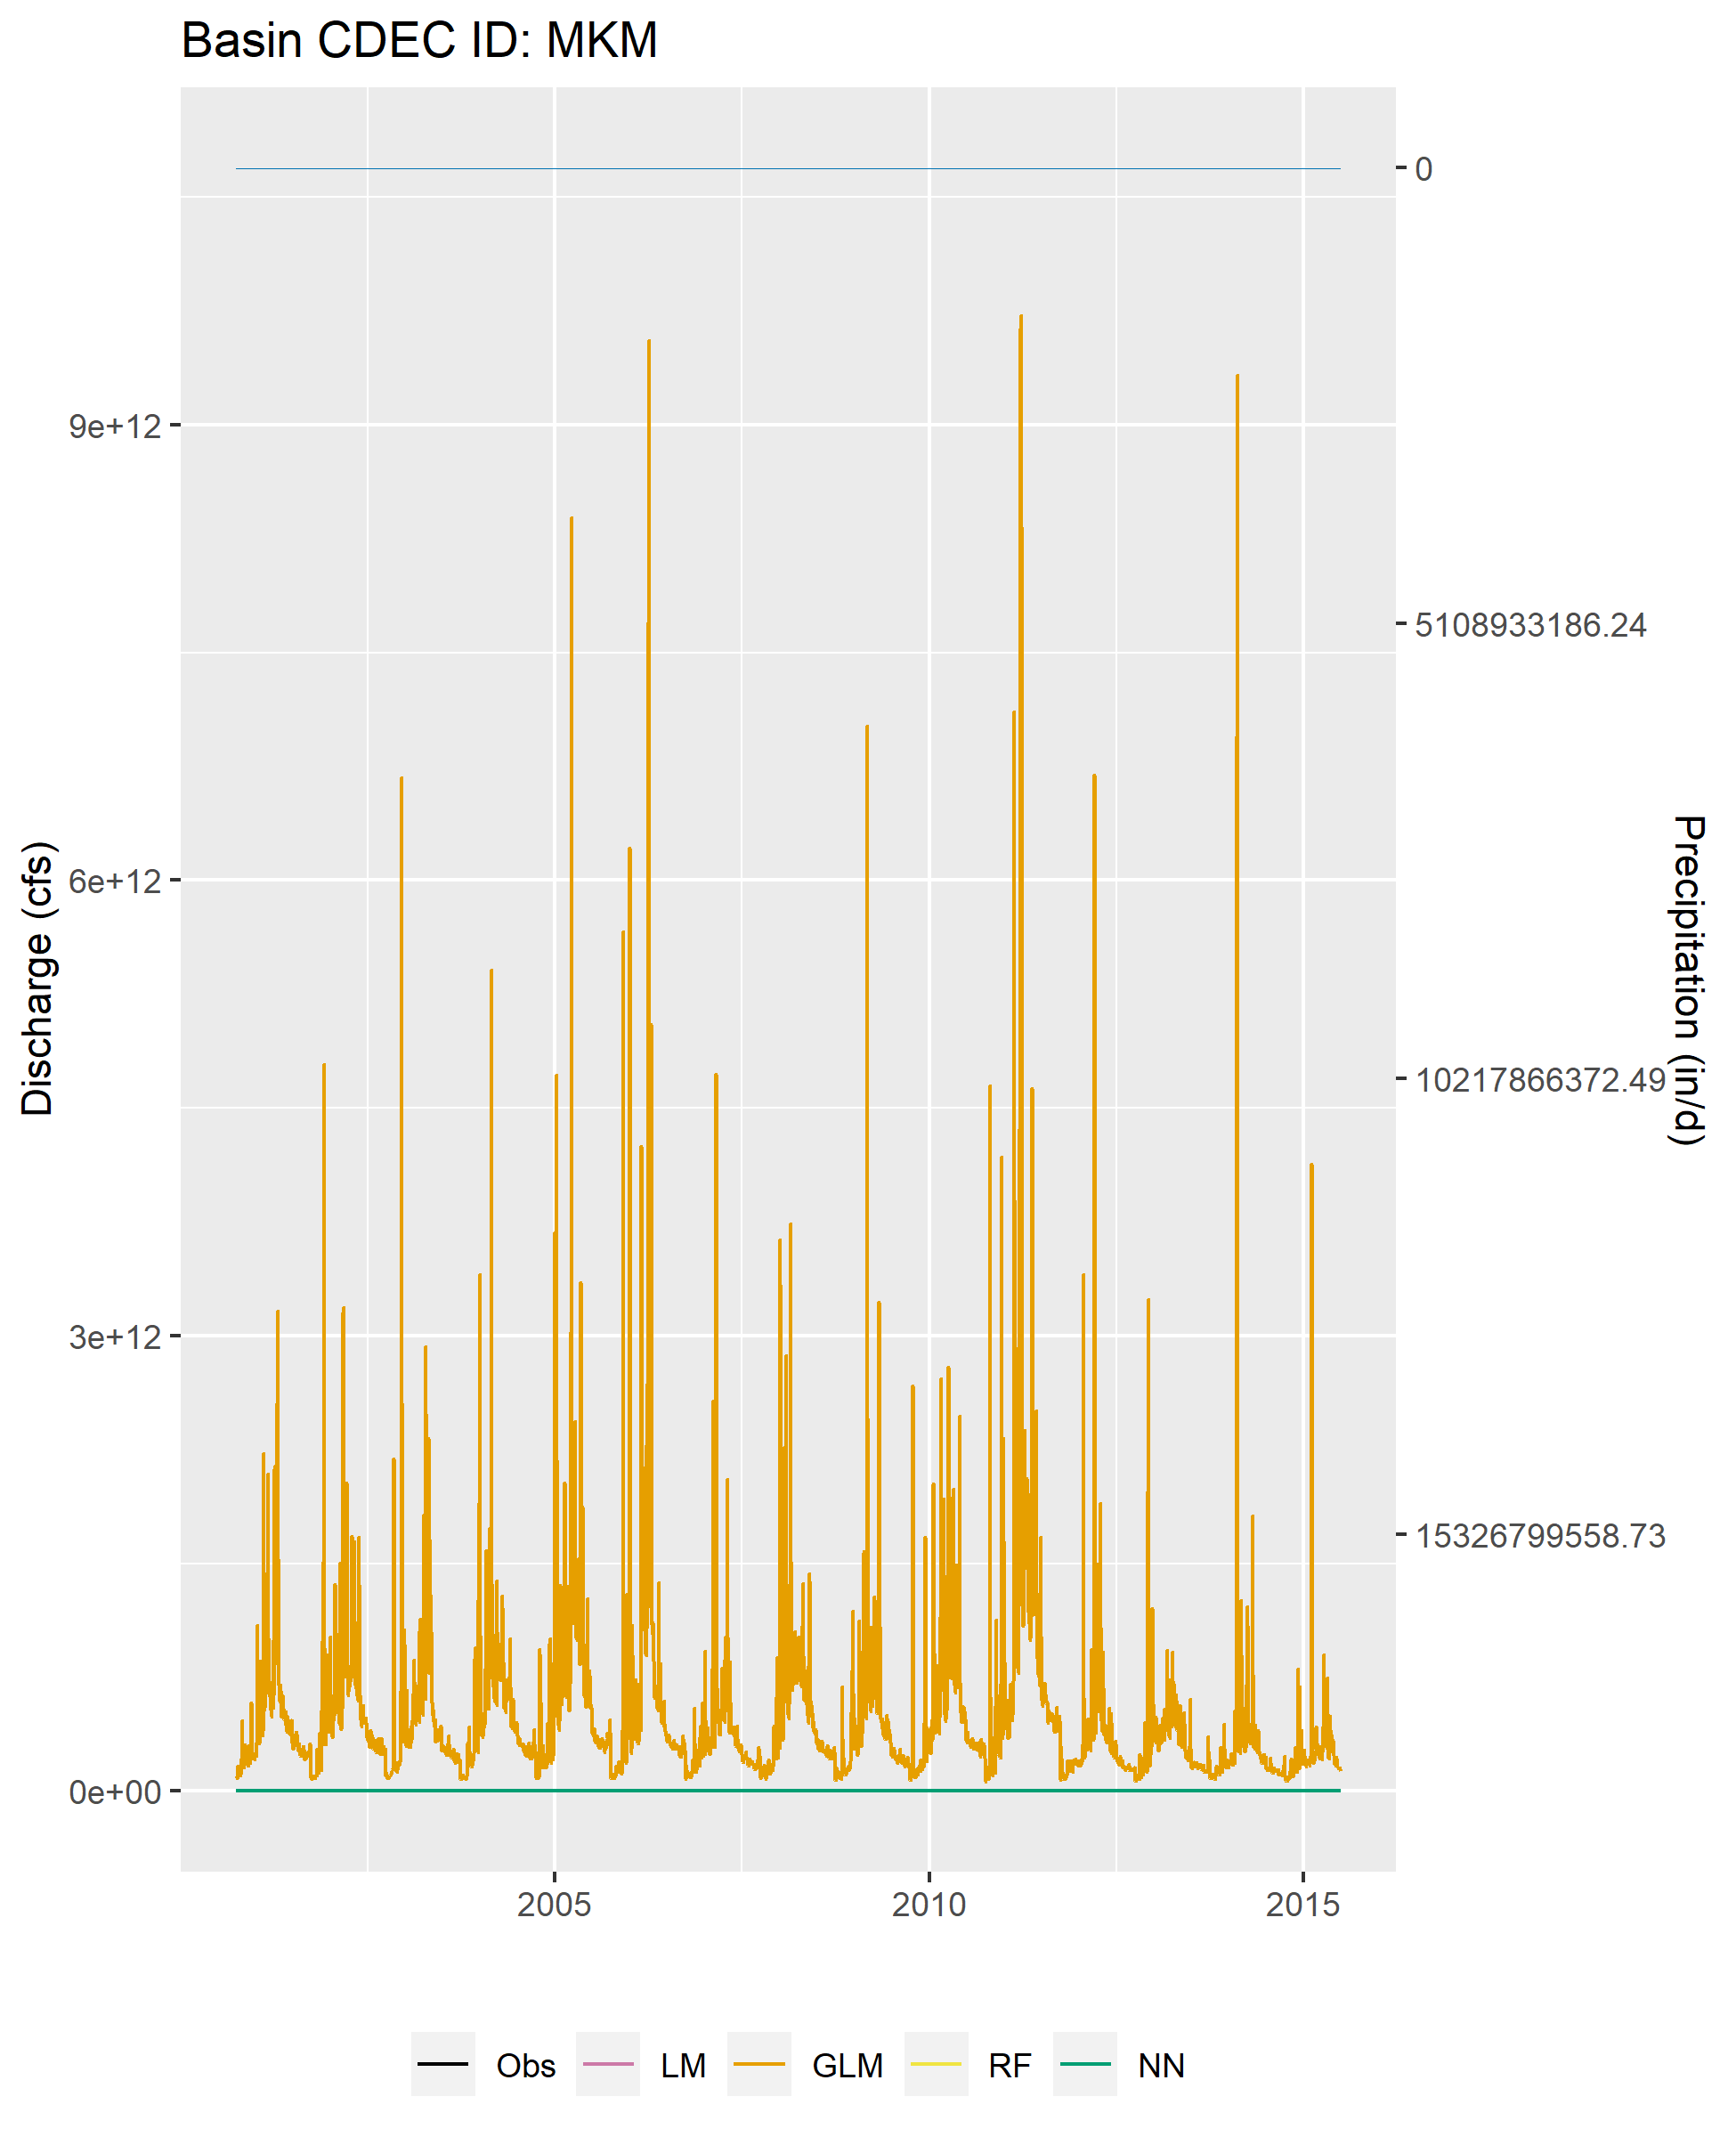 Basin CDEC ID: MKM
Discharge (cfs)
9e+12
6e+12
3e+12
0e+00
0
5108933186.24
10217866372.49
15326799558.73
Precipitation (in/d)
2005 2010 2015
Obs LM GLM RF NN